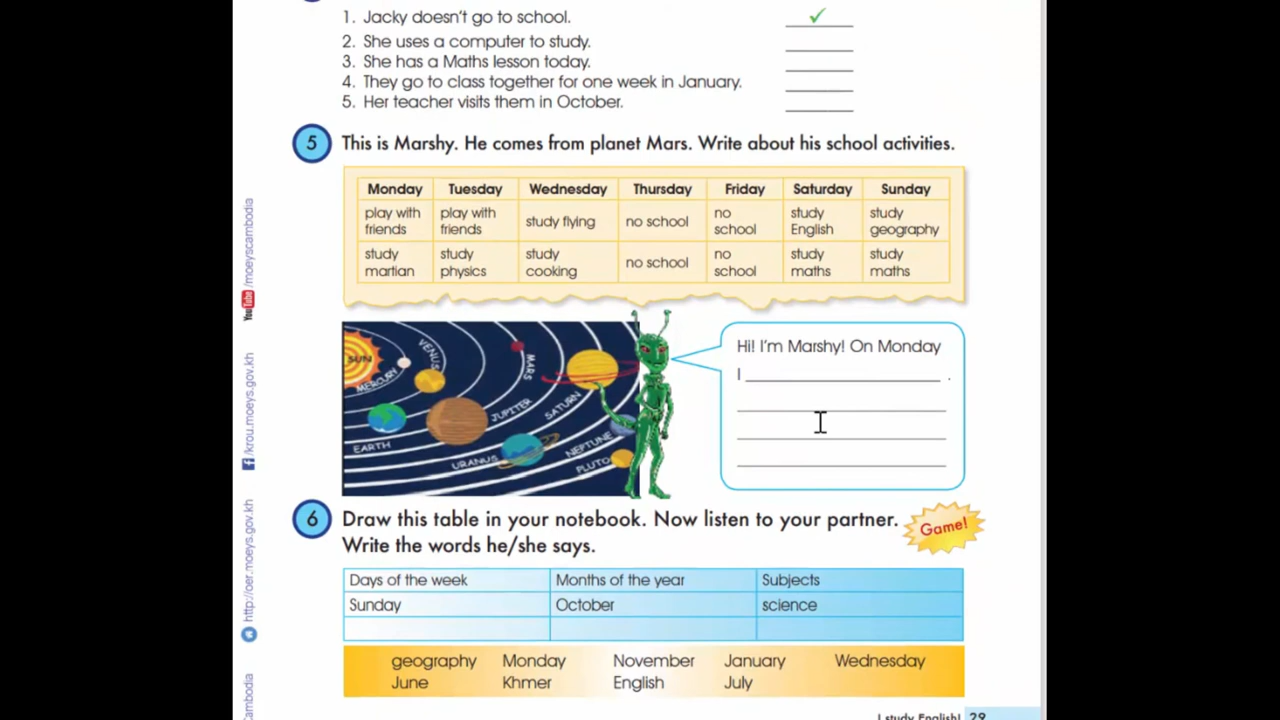 1. Jacky doesn't go to school.
2. She uses a computer to study.
3. She has a Maths lesson today.
4. They go to class together for one week in January.
5. Her teacher visits them in October.
5 This is Marshy. He comes from planet Mars. Write about his school activities.
Monday Tuesday Wednesday Thursday Friday Saturday Sunday
play with friends play with friends study flying no school no school study English study geography
study martian study physics study cooking no school no school study maths study maths
SUN
MERCURY
VENUS
EARTH
MARS
JUPITER
SATURN
URANUS
NEPTUNE
PLUTO
Hi! I'm Marshy! On Monday
I ____________________ .
6 Draw this table in your notebook. Now listen to your partner.
Write the words he/she says.
Game!
Days of the week Months of the year Subjects
Sunday October science
geography Monday November January Wednesday
June Khmer English July
I study English! 29
YouTube /moeyscambodia
f /krou.moeys.gov.kh
http://oer.moeys.gov.kh